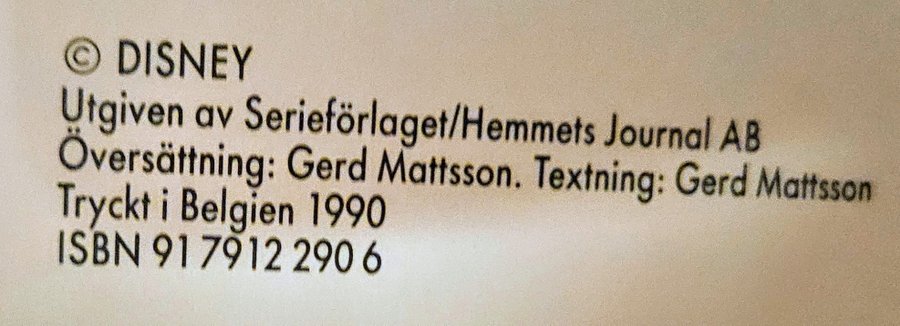 © DISNEY
Utgiven av Serieförlaget/Hemmets Journal AB
Översättning: Gerd Mattsson. Textning: Gerd Mattsson
Tryckt i Belgien 1990
ISBN 91 7912 290 6